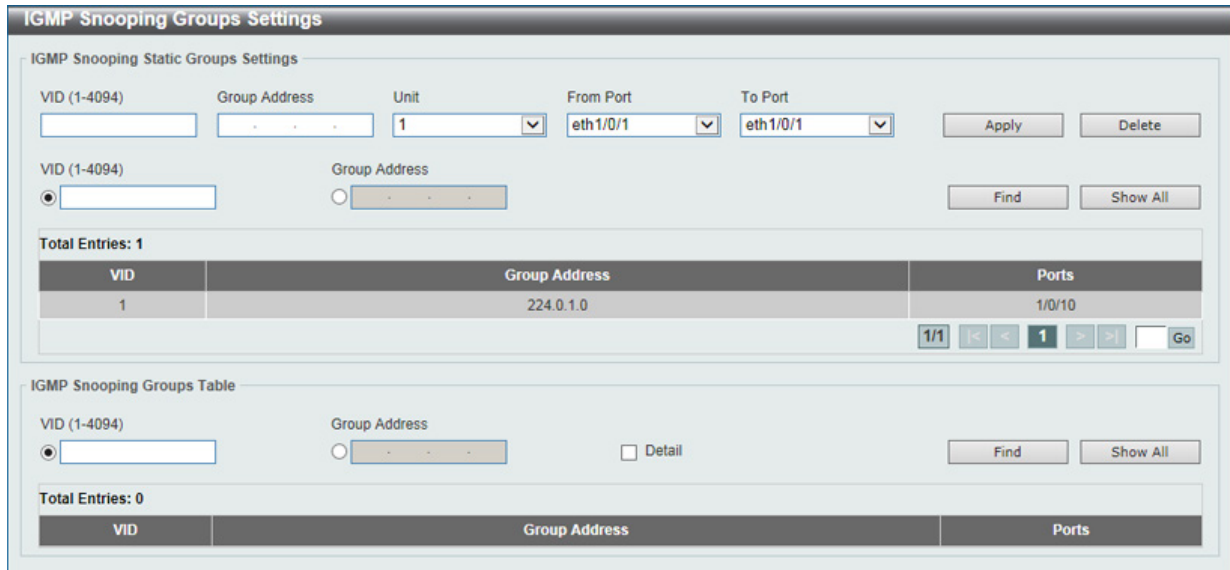 IGMP Snooping Groups Settings
IGMP Snooping Static Groups Settings
VID (1-4094) Group Address Unit From Port To Port
1 eth1/0/1 eth1/0/1 Apply Delete
VID (1-4094) Group Address
Find Show All
Total Entries: 1
VID Group Address Ports
1 224.0.1.0 1/0/10
1/1 |< < 1 > >| Go
IGMP Snooping Groups Table
VID (1-4094) Group Address
Detail Find Show All
Total Entries: 0
VID Group Address Ports